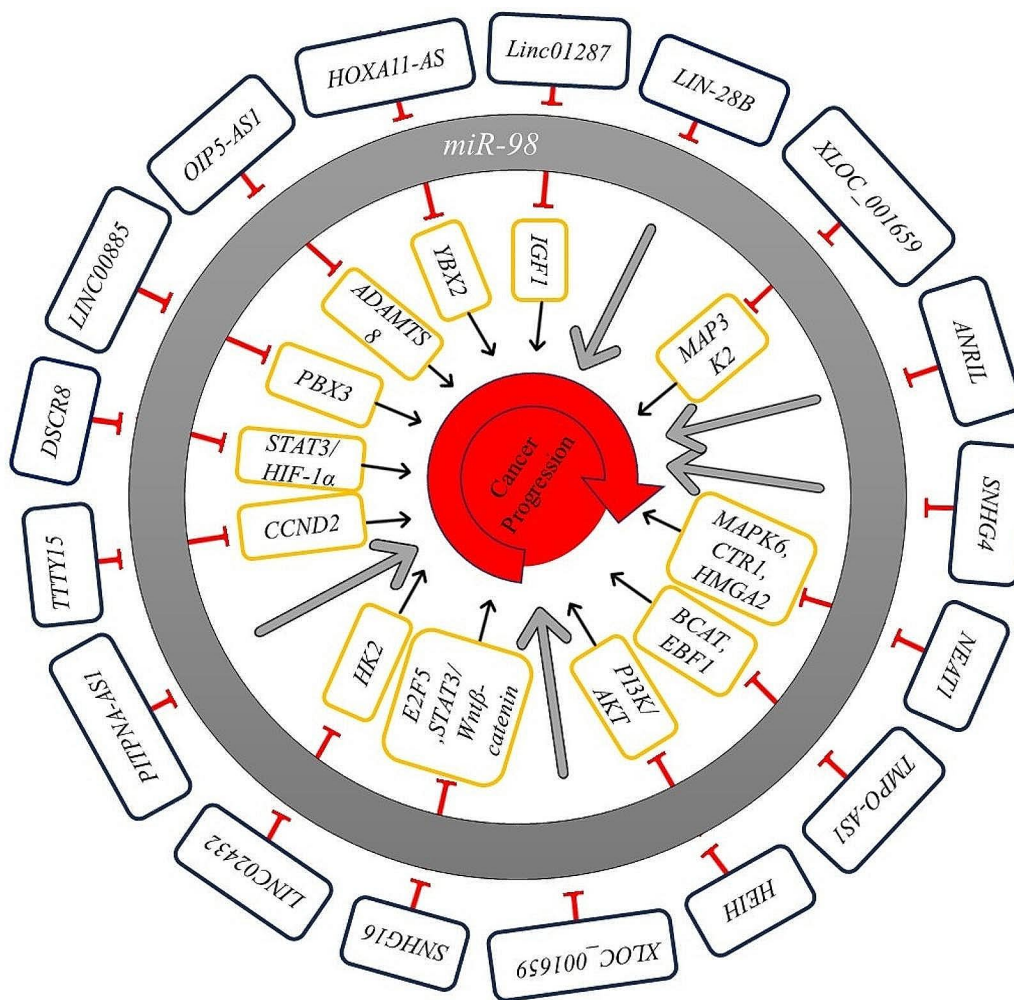 HOXA11-AS
Linc01287
LIN-28B
XLOC_001659
ANRIL
SNHG4
NEAT1
TMPO-AS1
HEIH
XLOC_001659
SNHG16
LINC02432
PITPNA-AS1
TTTY15
DSCR8
LINC00885
OIP5-AS1
miR-98
YBX2
IGF1
MAP3
K2
MAPK6,
CTR1,
HMGA2
BCAT,
EBF1
PI3K/
AKT
E2F5
,STAT3/
Wntβ-
catenin
HK2
CCND2
STAT3/
HIF-1α
PBX3
ADAMTS
8
Cancer
Progression